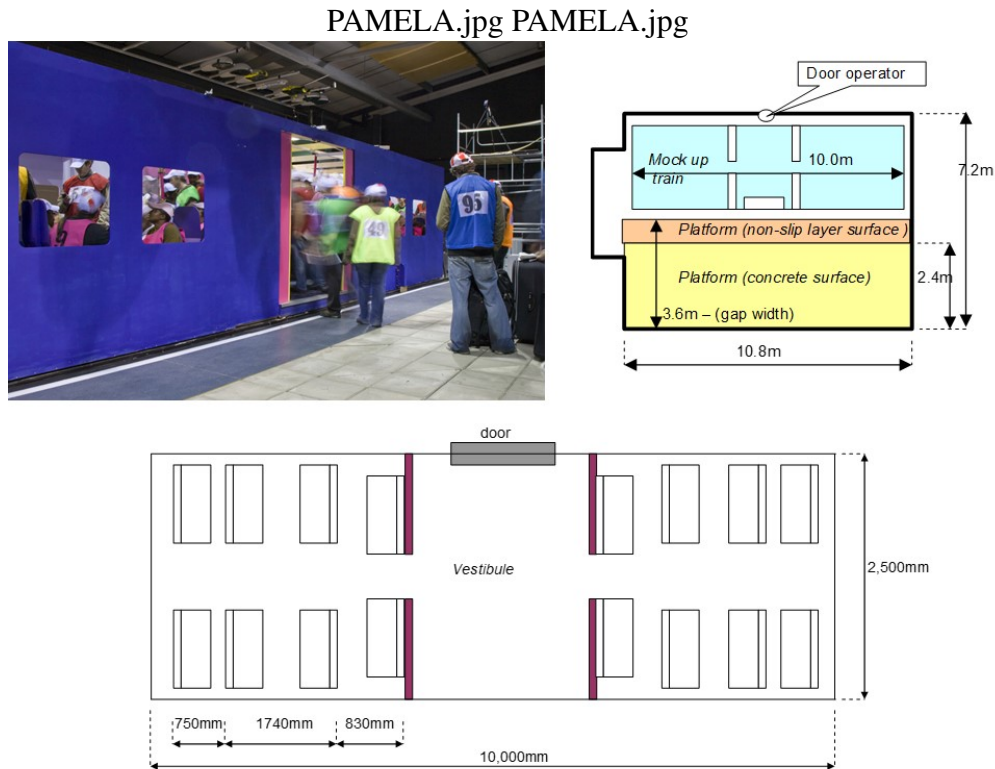 PAMELA.jpg PAMELA.jpg
95
49
9
Door operator
Mock up
train
10.0m
7.2m
Platform (non-slip layer surface )
Platform (concrete surface)
2.4m
3.6m – (gap width)
10.8m
door
Vestibule
2,500mm
750mm
1740mm
830mm
10,000mm